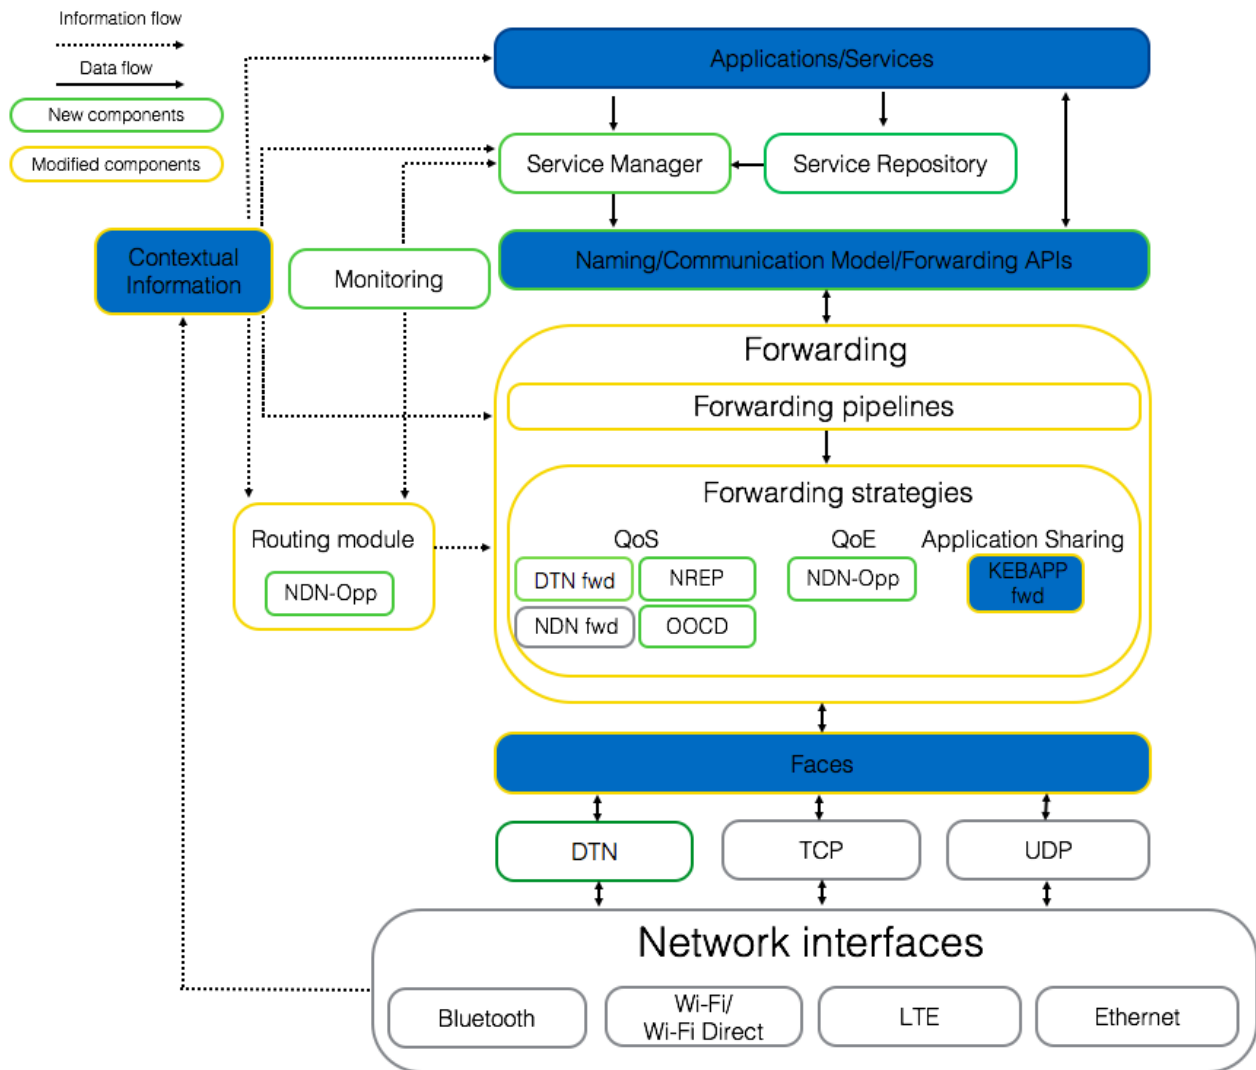 Information flow
Data flow
New components
Modified components
Applications/Services
Service Manager
Service Repository
Contextual
Information
Monitoring
Naming/Communication Model/Forwarding APIs
Forwarding
Forwarding pipelines
Forwarding strategies
Routing module
NDN-Opp
QoS
QoE
Application Sharing
DTN fwd
NREP
NDN-Opp
KEBAPP
fwd
NDN fwd
OOCD
Faces
DTN
TCP
UDP
Network interfaces
Bluetooth
Wi-Fi/
Wi-Fi Direct
LTE
Ethernet